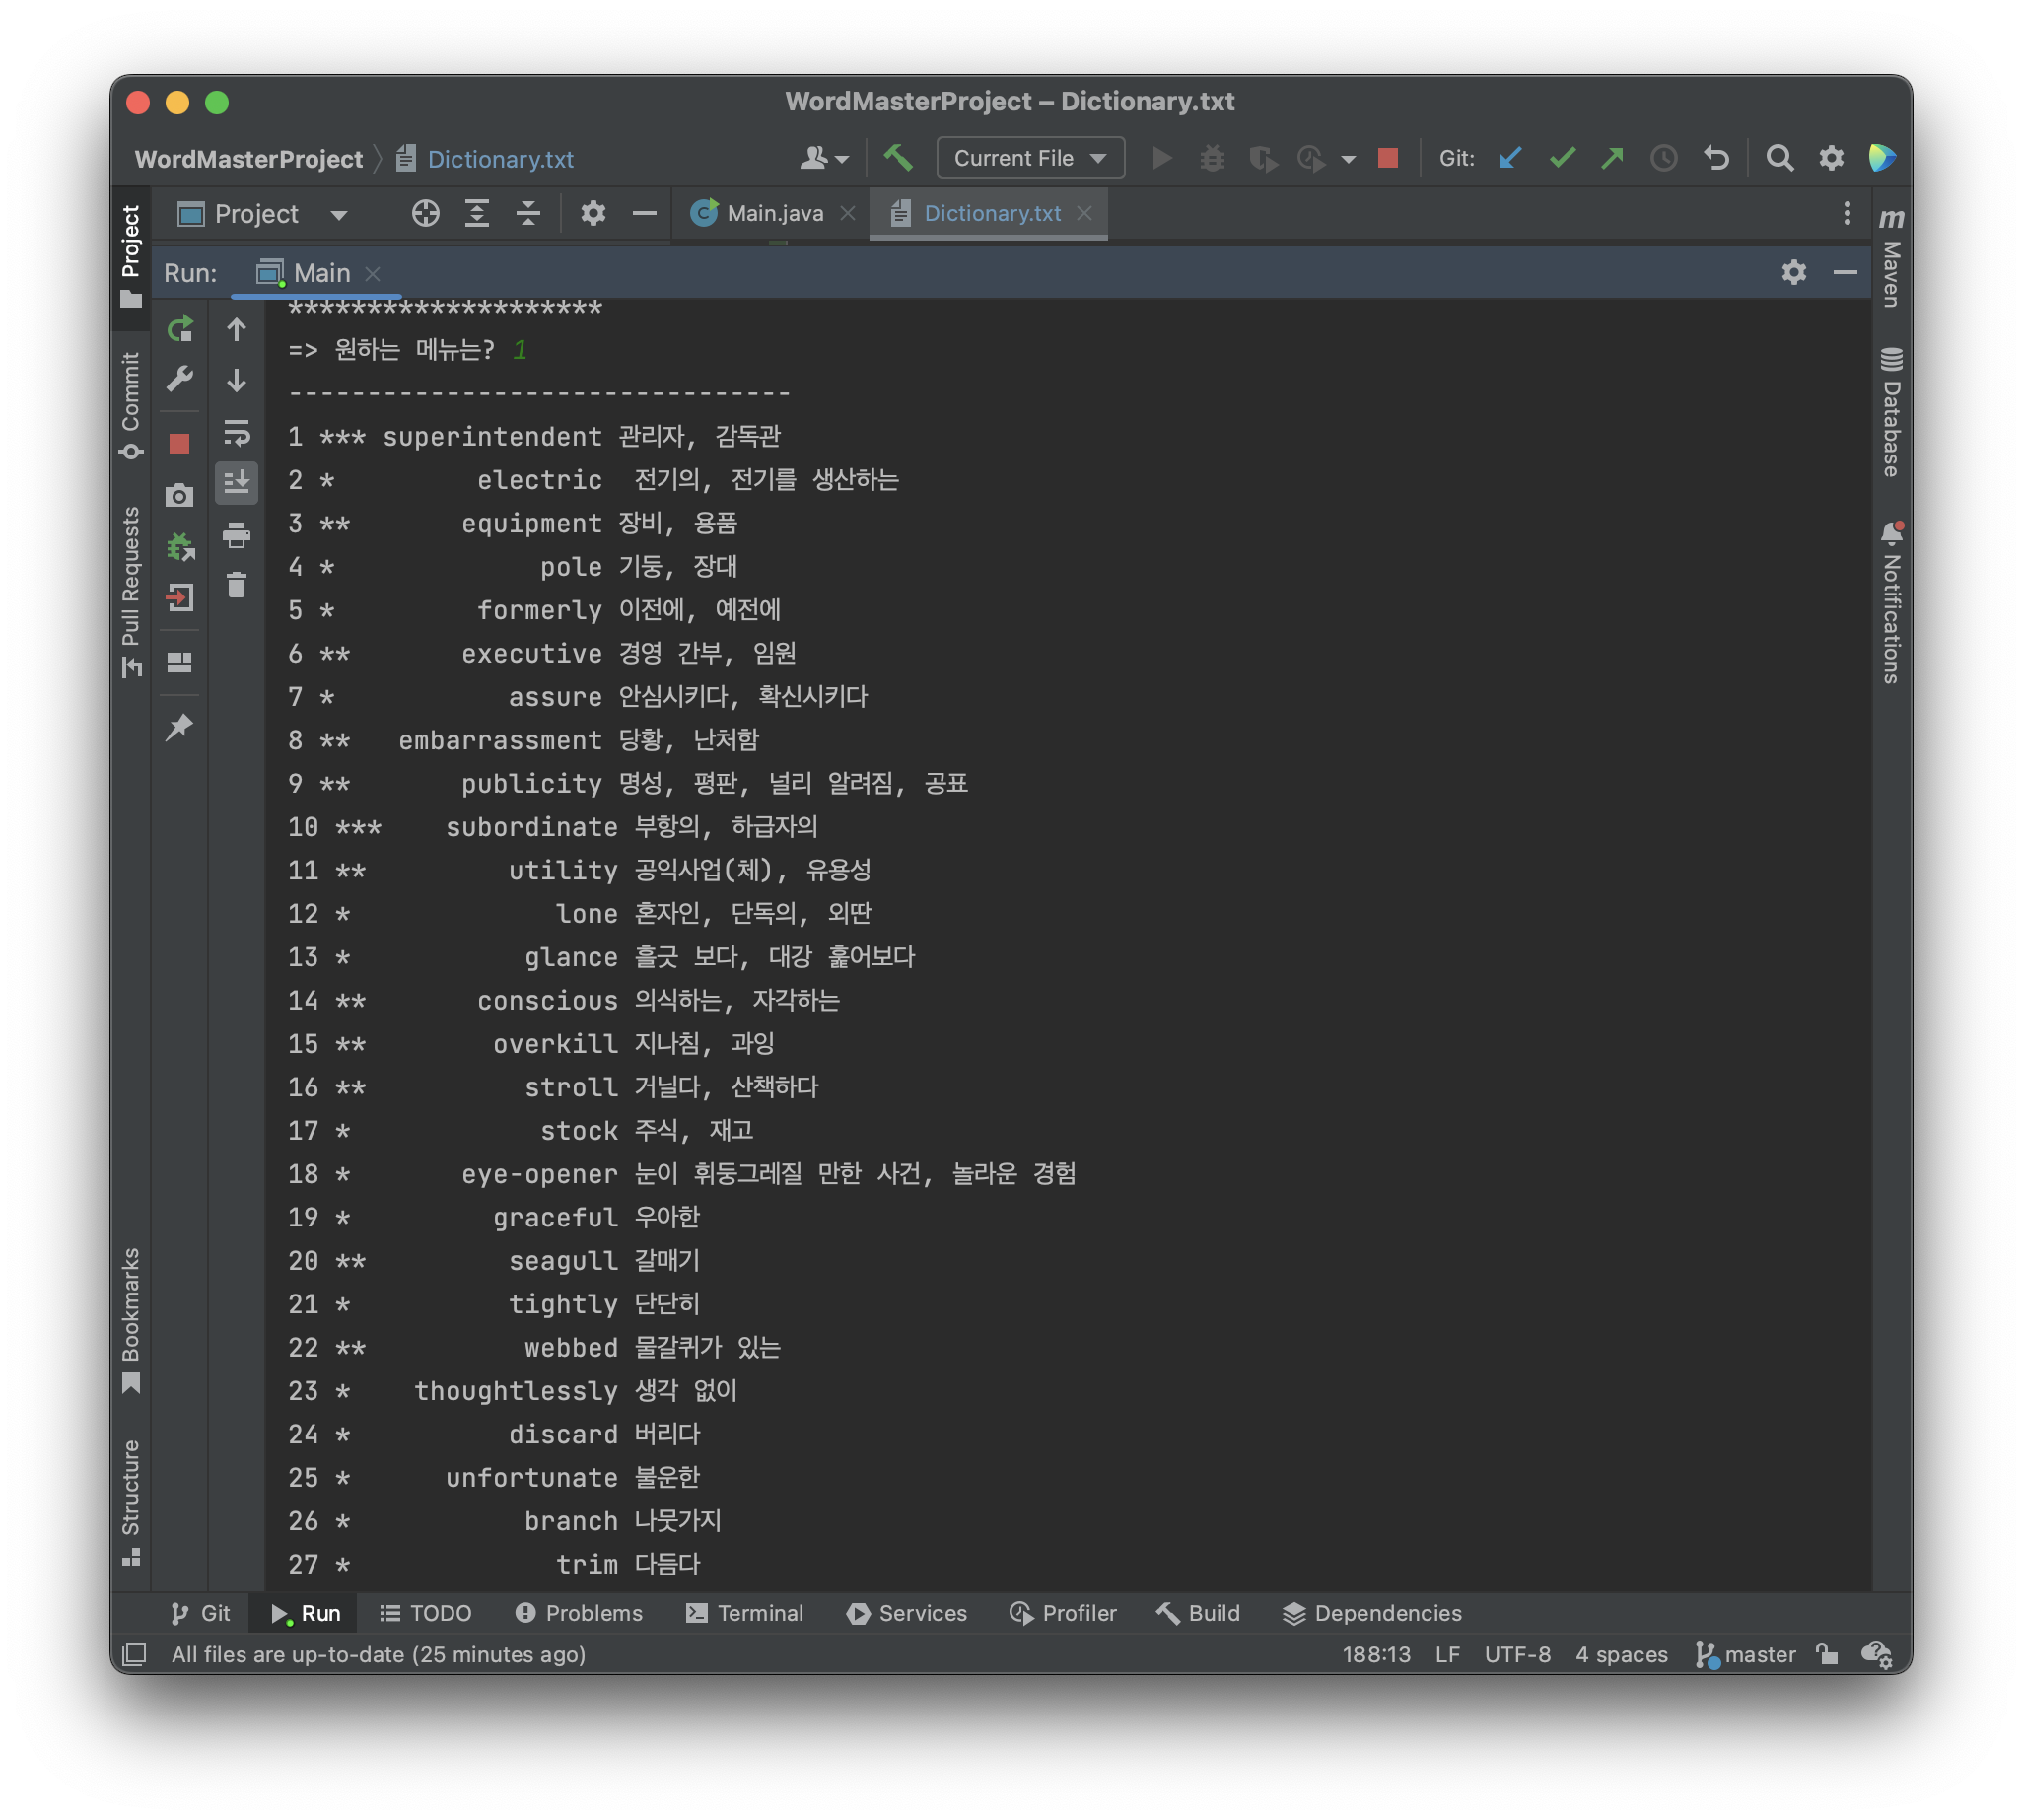 WordMasterProject – Dictionary.txt
WordMasterProject Dictionary.txt Current File Git:
Project Main.java Dictionary.txt
Run: Main
********************
=> 원하는 메뉴는? 1
--------------------------------
1 *** superintendent 관리자, 감독관
2 * electric 전기의, 전기를 생산하는
3 ** equipment 장비, 용품
4 * pole 기둥, 장대
5 * formerly 이전에, 예전에
6 ** executive 경영 간부, 임원
7 * assure 안심시키다, 확신시키다
8 ** embarrassment 당황, 난처함
9 ** publicity 명성, 평판, 널리 알려짐, 공표
10 *** subordinate 부항의, 하급자의
11 ** utility 공익사업(체), 유용성
12 * lone 혼자인, 단독의, 외딴
13 * glance 흘긋 보다, 대강 훑어보다
14 ** conscious 의식하는, 자각하는
15 ** overkill 지나침, 과잉
16 ** stroll 거닐다, 산책하다
17 * stock 주식, 재고
18 * eye-opener 눈이 휘둥그레질 만한 사건, 놀라운 경험
19 * graceful 우아한
20 ** seagull 갈매기
21 * tightly 단단히
22 ** webbed 물갈퀴가 있는
23 * thoughtlessly 생각 없이
24 * discard 버리다
25 * unfortunate 불운한
26 * branch 나뭇가지
27 * trim 다듬다
Project
Commit
Pull Requests
Bookmarks
Structure
Maven
Database
Notifications
Git Run TODO Problems Terminal Services Profiler Build Dependencies
All files are up-to-date (25 minutes ago) 188:13 LF UTF-8 4 spaces master